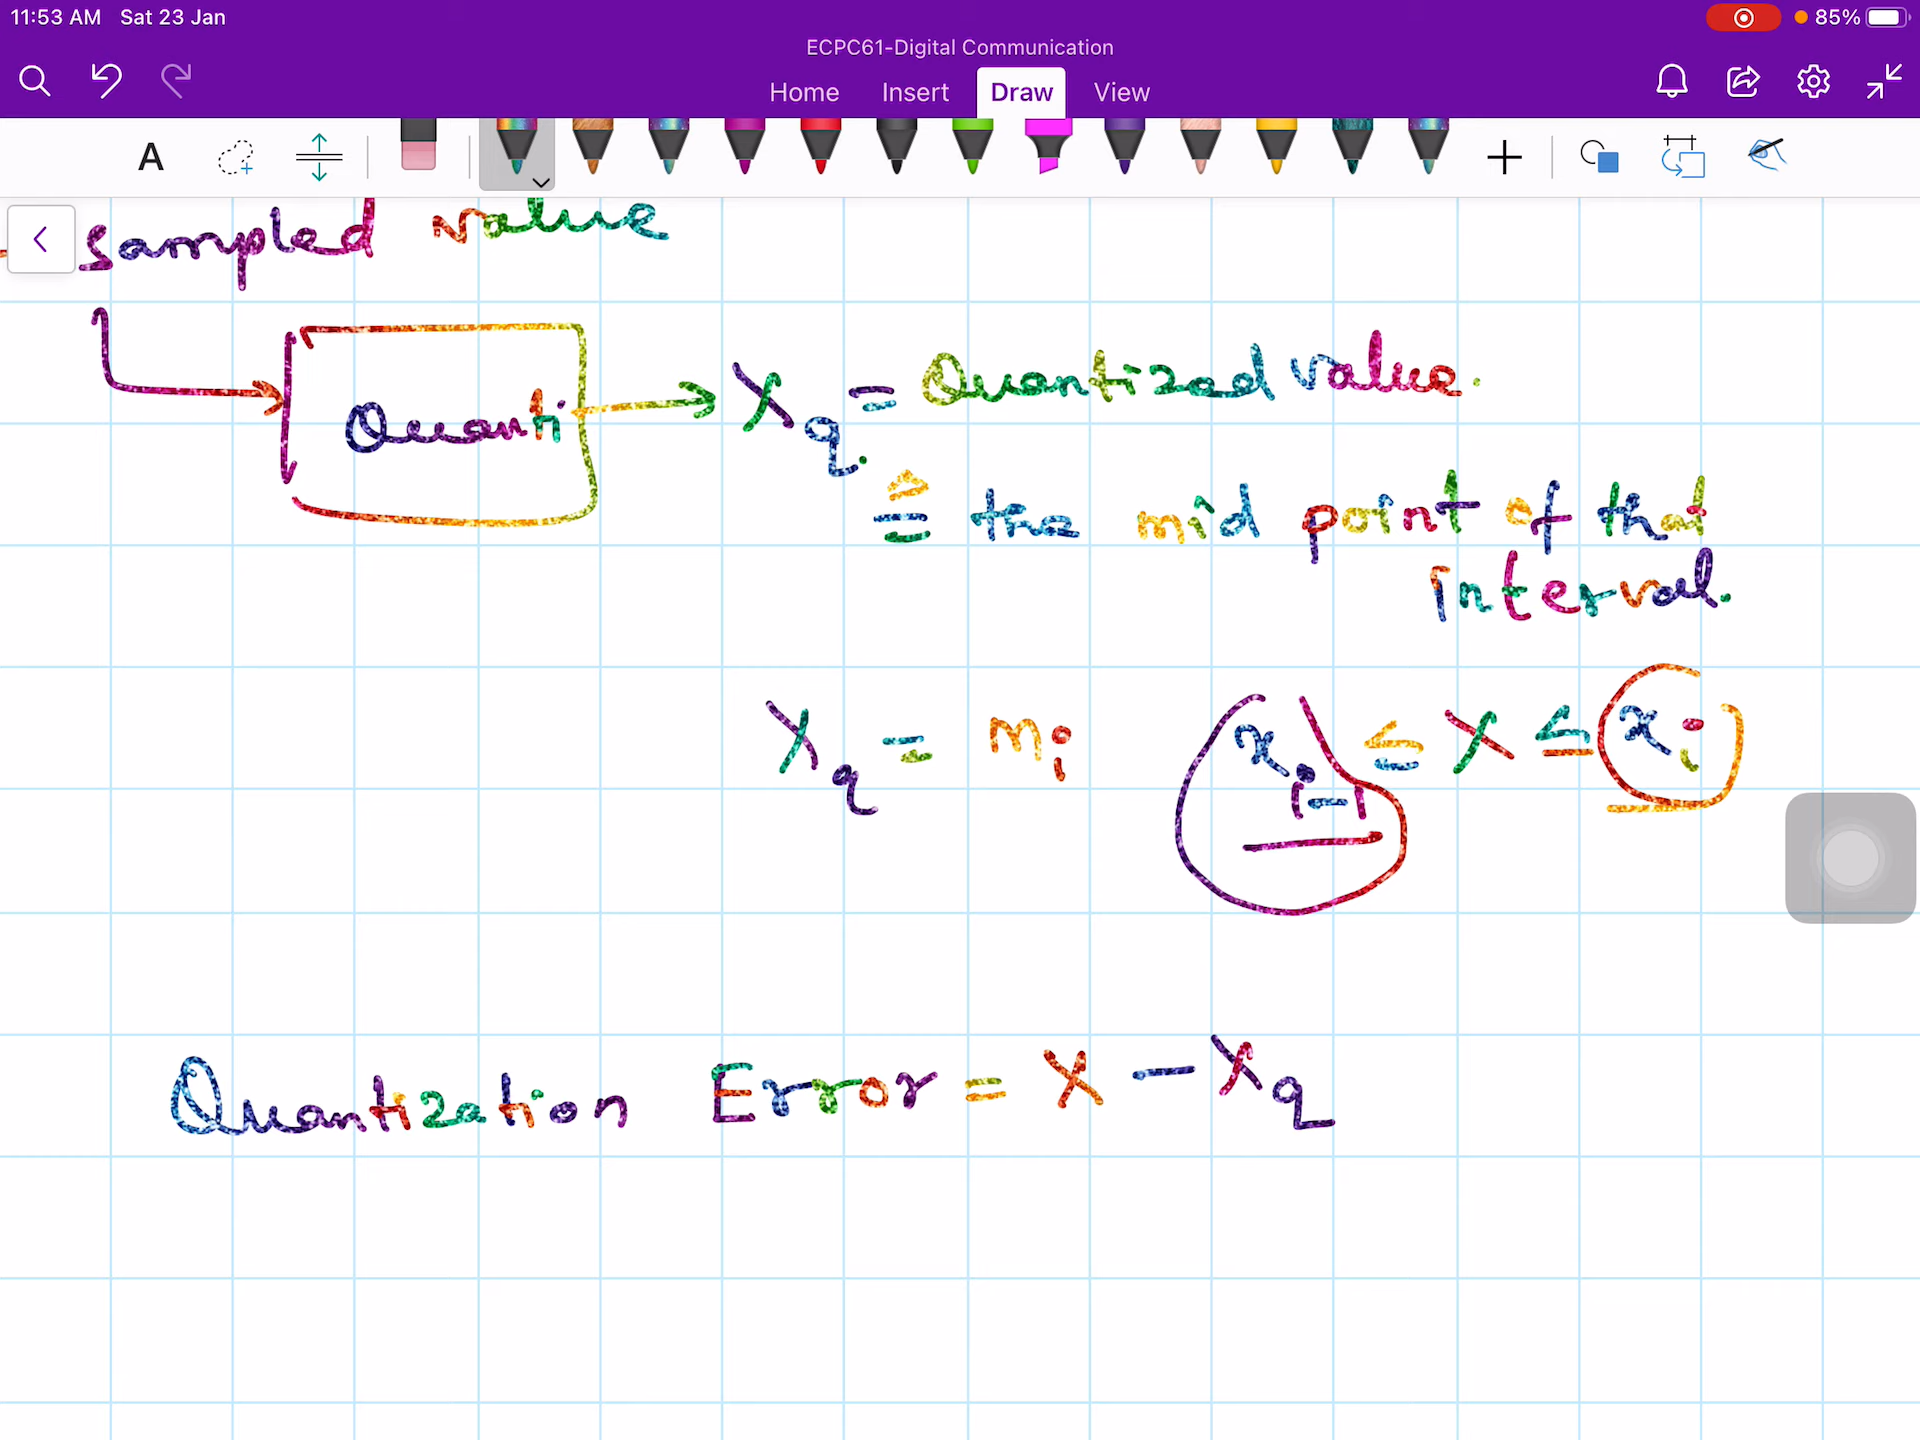 11:53 AM Sat 23 Jan
85%
ECPC61-Digital Communication
Home Insert Draw View
A
sampled value
Quanti
Xq = Quantized value.
≙ the mid point of that
interval.
Xq = mi xi-1 ≤ X ≤ xi
Quantization Error = X - Xq